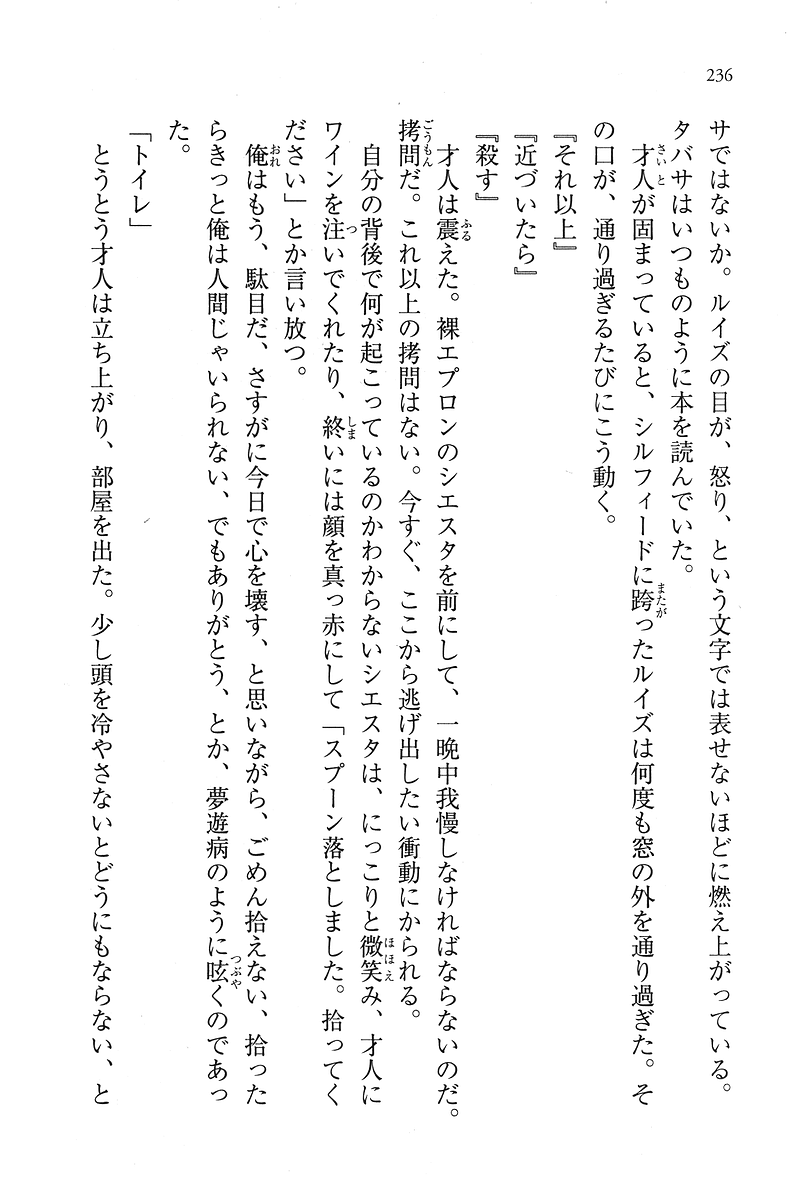 236
サではないか。ルイズの目が、怒り、という文字では表せないほどに燃え上がっている。
タバサはいつものように本を読んでいた。
才人が固まっていると、シルフィードに跨ったルイズは何度も窓の外を通り過ぎた。そ
の口が、通り過ぎるたびにこう動く。
『それ以上』
『近づいたら』
『殺す』
才人は震えた。裸エプロンのシエスタを前にして、一晩中我慢しなければならないのだ。
拷問だ。これ以上の拷問はない。今すぐ、ここから逃げ出したい衝動にかられる。
自分の背後で何が起こっているのかわからないシエスタは、にっこりと微笑み、才人に
ワインを注いでくれたり、終いには顔を真っ赤にして「スプーン落としました。拾ってく
ださい」とか言い放つ。
俺はもう、駄目だ、さすがに今日で心を壊す、と思いながら、ごめん拾えない、拾った
らきっと俺は人間じゃいられない、でもありがとう、とか、夢遊病のように呟くのであっ
た。
「トイレ」
とうとう才人は立ち上がり、部屋を出た。少し頭を冷やさないとどうにもならない、と